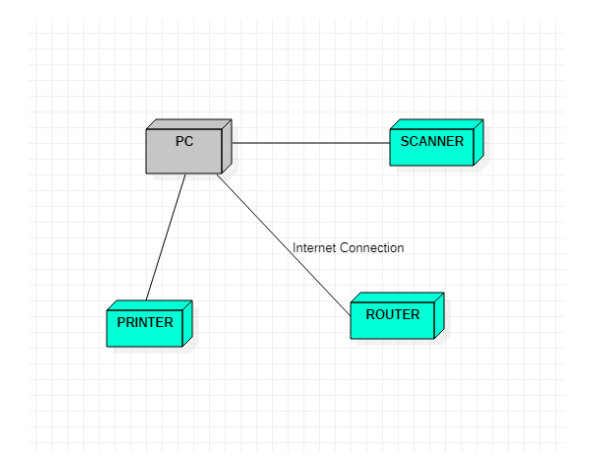 PC
SCANNER
Internet Connection
PRINTER
ROUTER